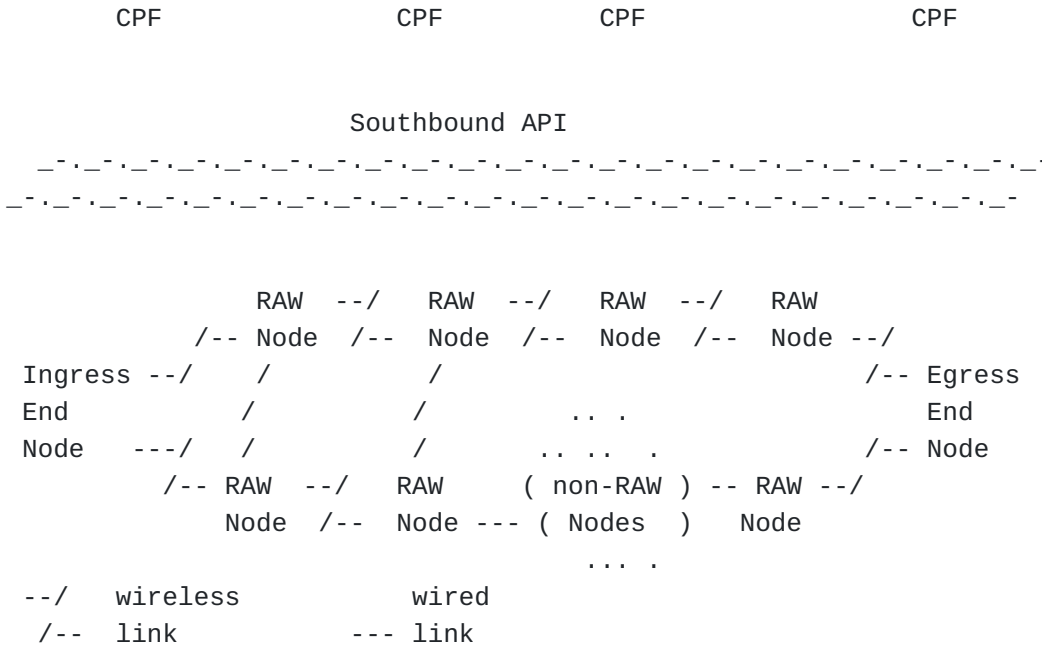 CPF CPF CPF CPF
Southbound API
_-._-._-._-._-._-._-._-._-._-._-._-._-._-._-._-._-._-._-._-._-._-
_-._-._-._-._-._-._-._-._-._-._-._-._-._-._-._-._-._-._-._-._-._-
RAW --/ RAW --/ RAW --/ RAW
/-- Node /-- Node /-- Node /-- Node --/
Ingress --/ / / /-- Egress
End / / .. . End
Node ---/ / / .. .. . /-- Node
/-- RAW --/ RAW ( non-RAW ) -- RAW --/
Node /-- Node --- ( Nodes ) Node
... .
--/ wireless wired
/-- link --- link